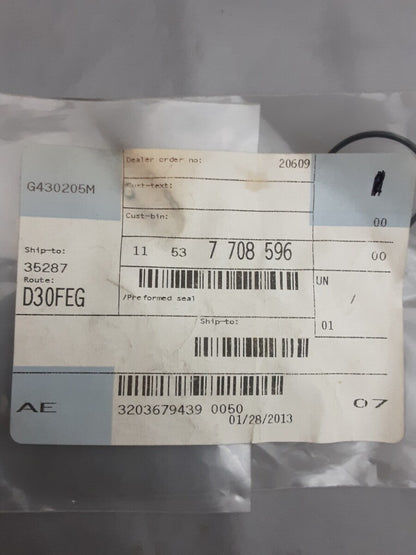 Dealer order no: 20609
G430205M
Cust-text:
Cust-bin: 00
Ship-to: 11 53 7 708 596 00
35287
Route: UN
D30FEG /Preformed seal /
Ship-to: 01
AE 07
3203679439 0050
01/28/2013